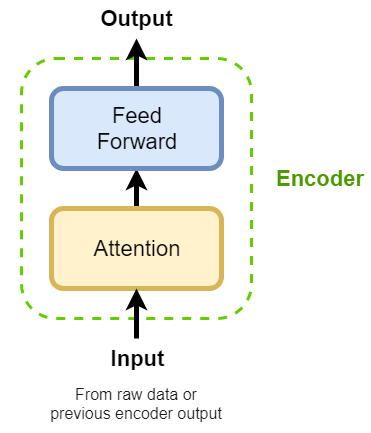 Output
Feed
Forward
Encoder
Attention
Input
From raw data or
previous encoder output